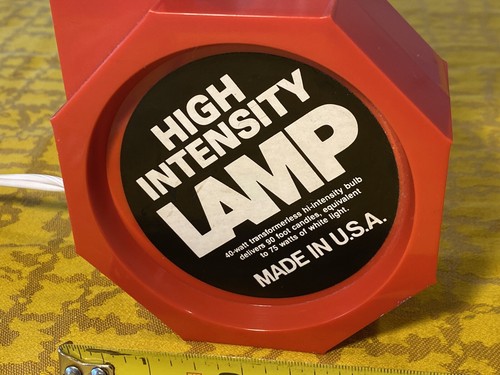 HIGH
INTENSITY
LAMP
40-watt transformerless hi-intensity bulb
delivers 90 foot candles, equivalent
to 75 watts of white light.
MADE IN U.S.A.